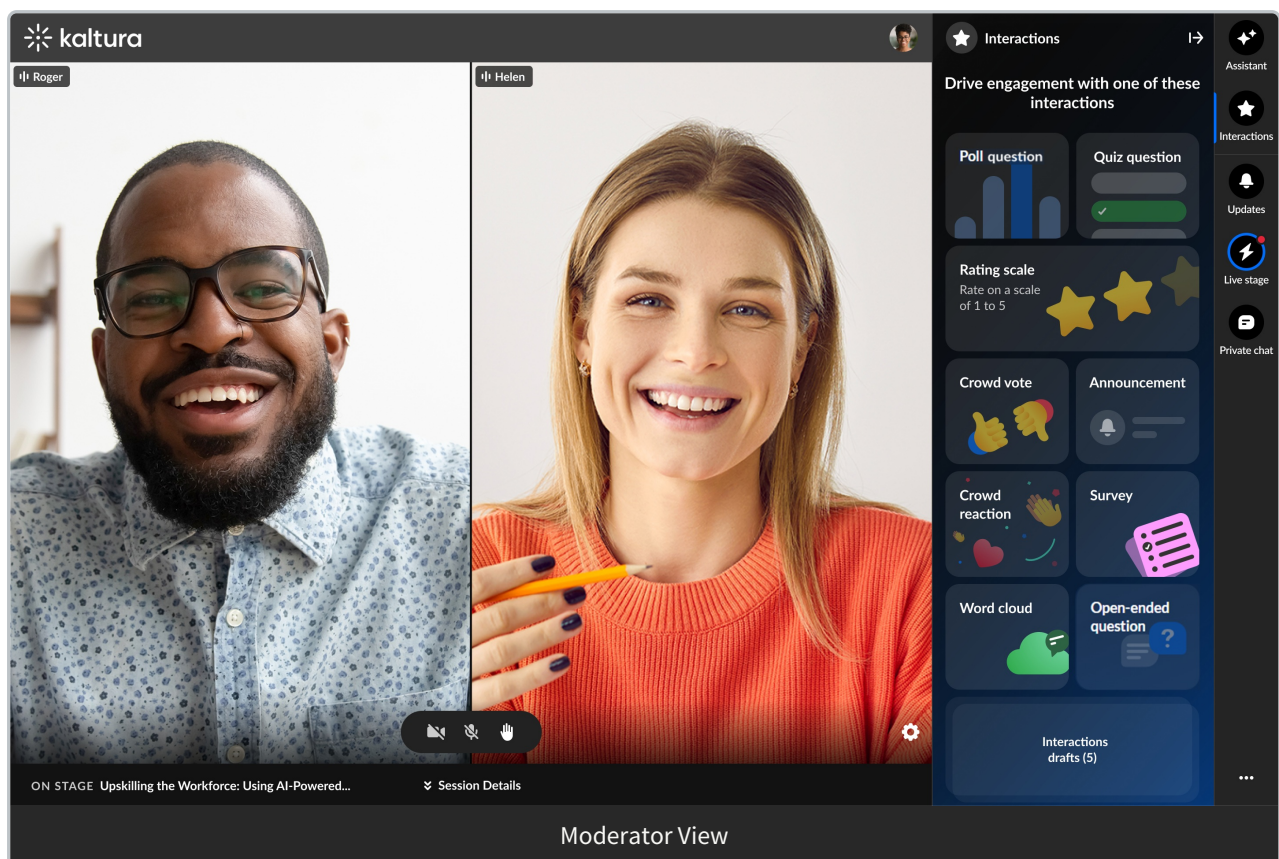 kaltura
Roger
Helen
ON STAGE Upskilling the Workforce: Using AI-Powered...
Session Details
Interactions
Drive engagement with one of these
interactions
Poll question
Quiz question
Rating scale
Rate on a scale
of 1 to 5
Crowd vote
Announcement
Crowd
reaction
Survey
Word cloud
Open-ended
question
?
Interactions
drafts (5)
Assistant
Interactions
Updates
Live stage
Private chat
Moderator View